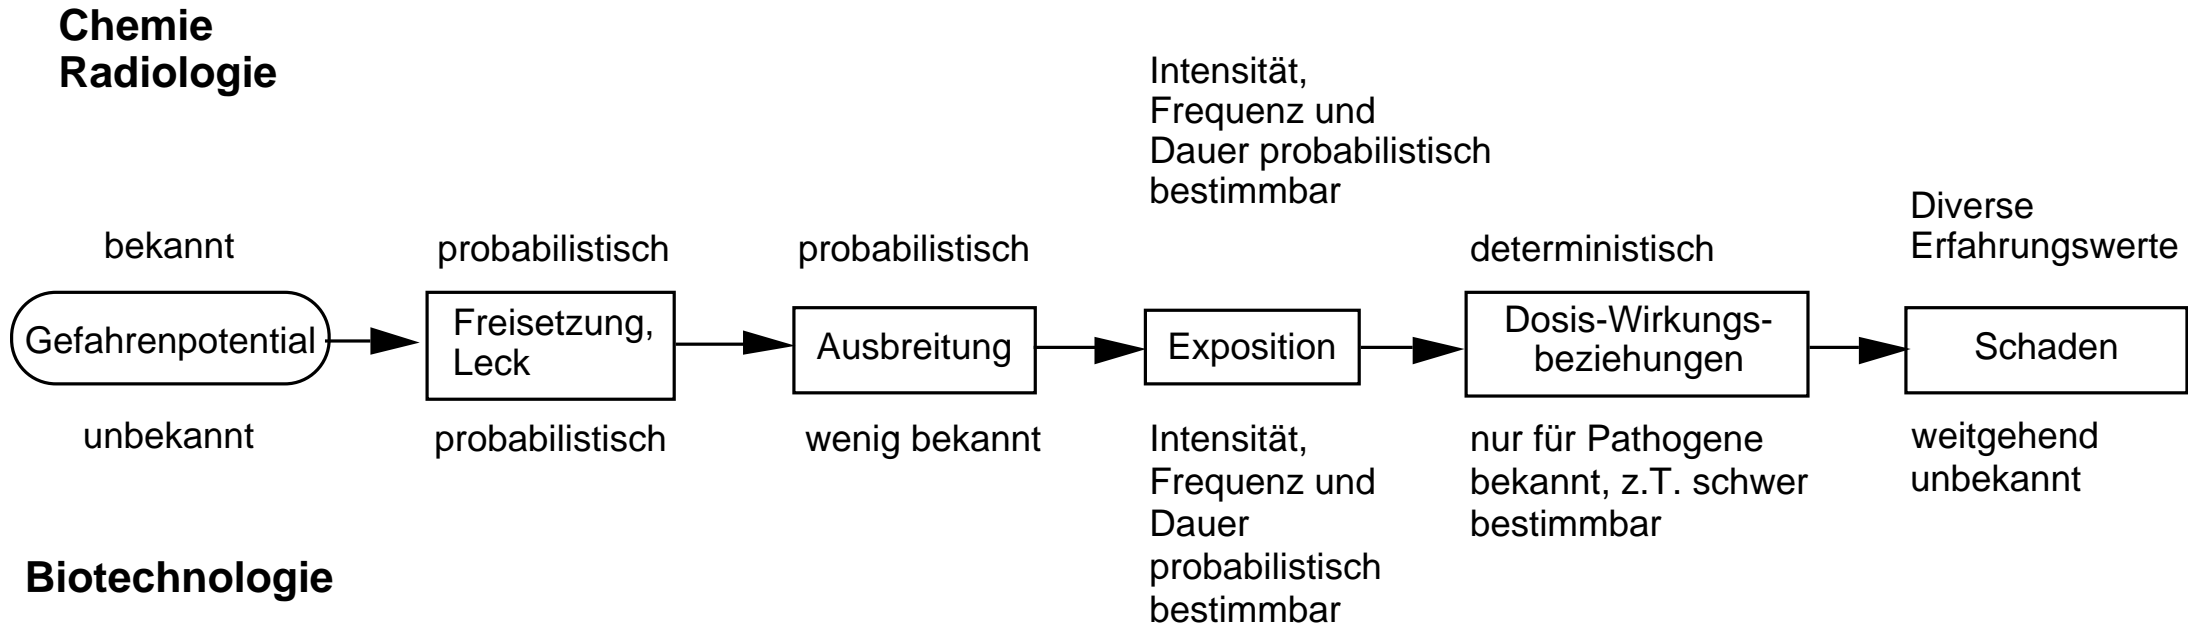 Chemie
Radiologie
Intensität,
Frequenz und
Dauer probabilistisch
bestimmbar
Diverse
Erfahrungswerte
bekannt
probabilistisch
probabilistisch
deterministisch
Gefahrenpotential
Freisetzung,
Leck
Ausbreitung
Exposition
Dosis-Wirkungs-
beziehungen
Schaden
unbekannt
probabilistisch
wenig bekannt
Intensität,
Frequenz und
Dauer
probabilistisch
bestimmbar
nur für Pathogene
bekannt, z.T. schwer
bestimmbar
weitgehend
unbekannt
Biotechnologie